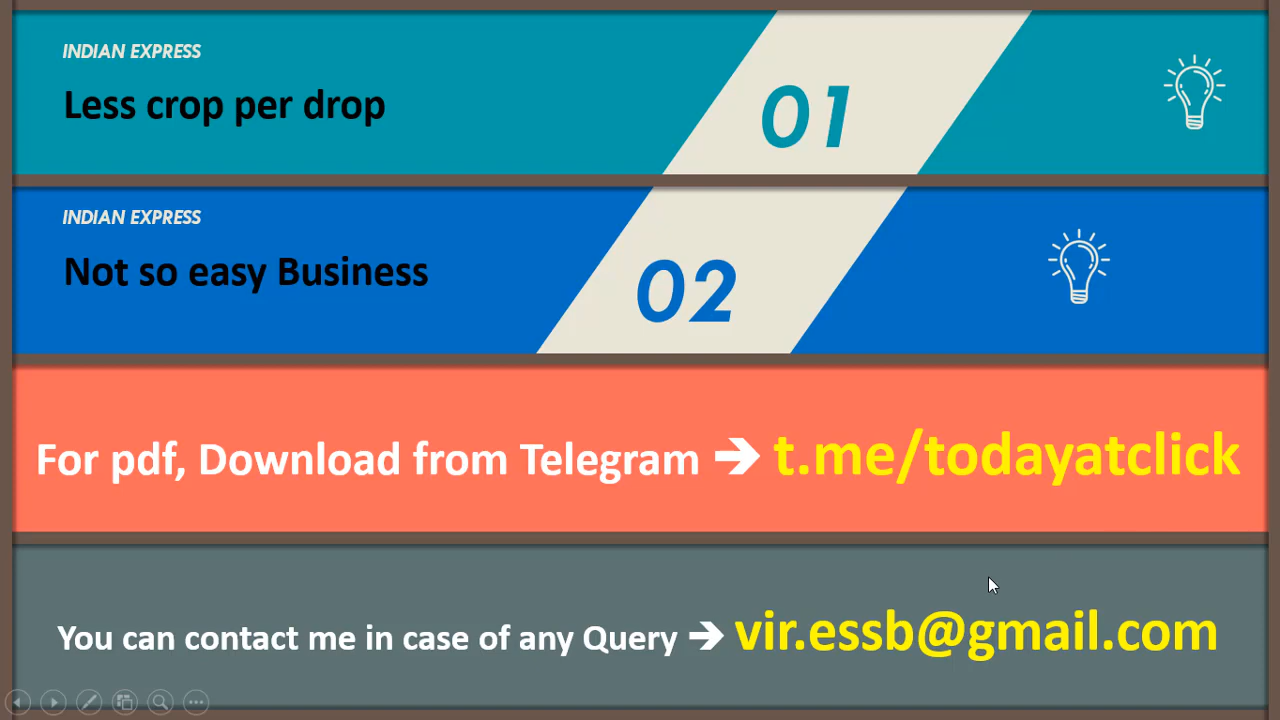 INDIAN EXPRESS
Less crop per drop
01
INDIAN EXPRESS
Not so easy Business
02
For pdf, Download from Telegram ➔ t.me/todayatclick
You can contact me in case of any Query ➔ vir.essb@gmail.com